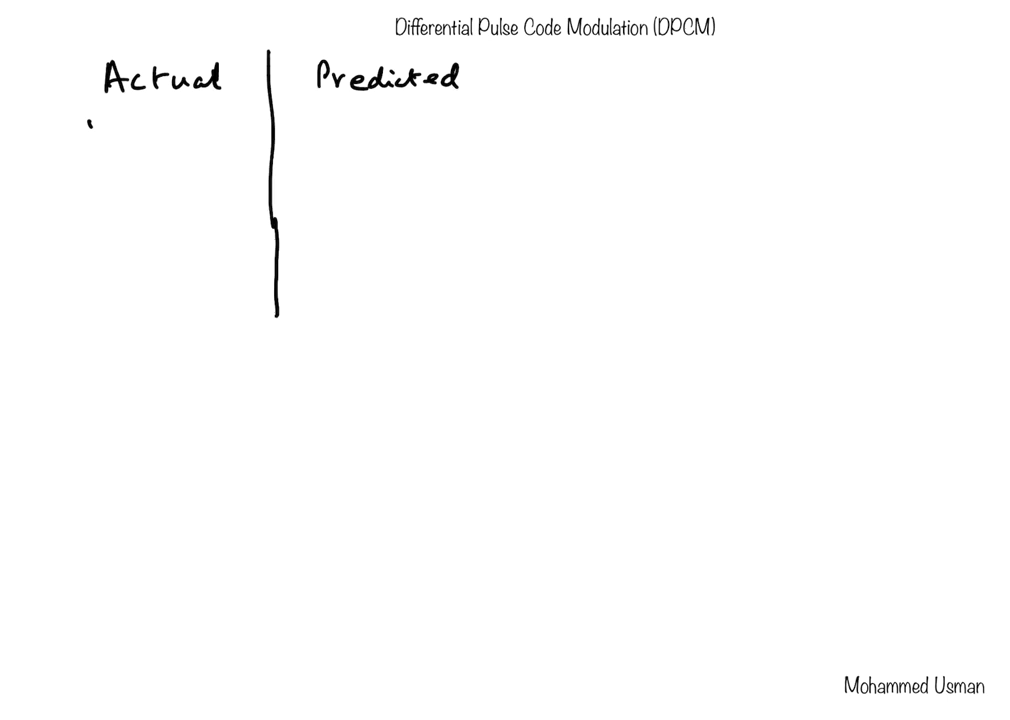 Differential Pulse Code Modulation (DPCM)
Actual Predicted
Mohammed Usman